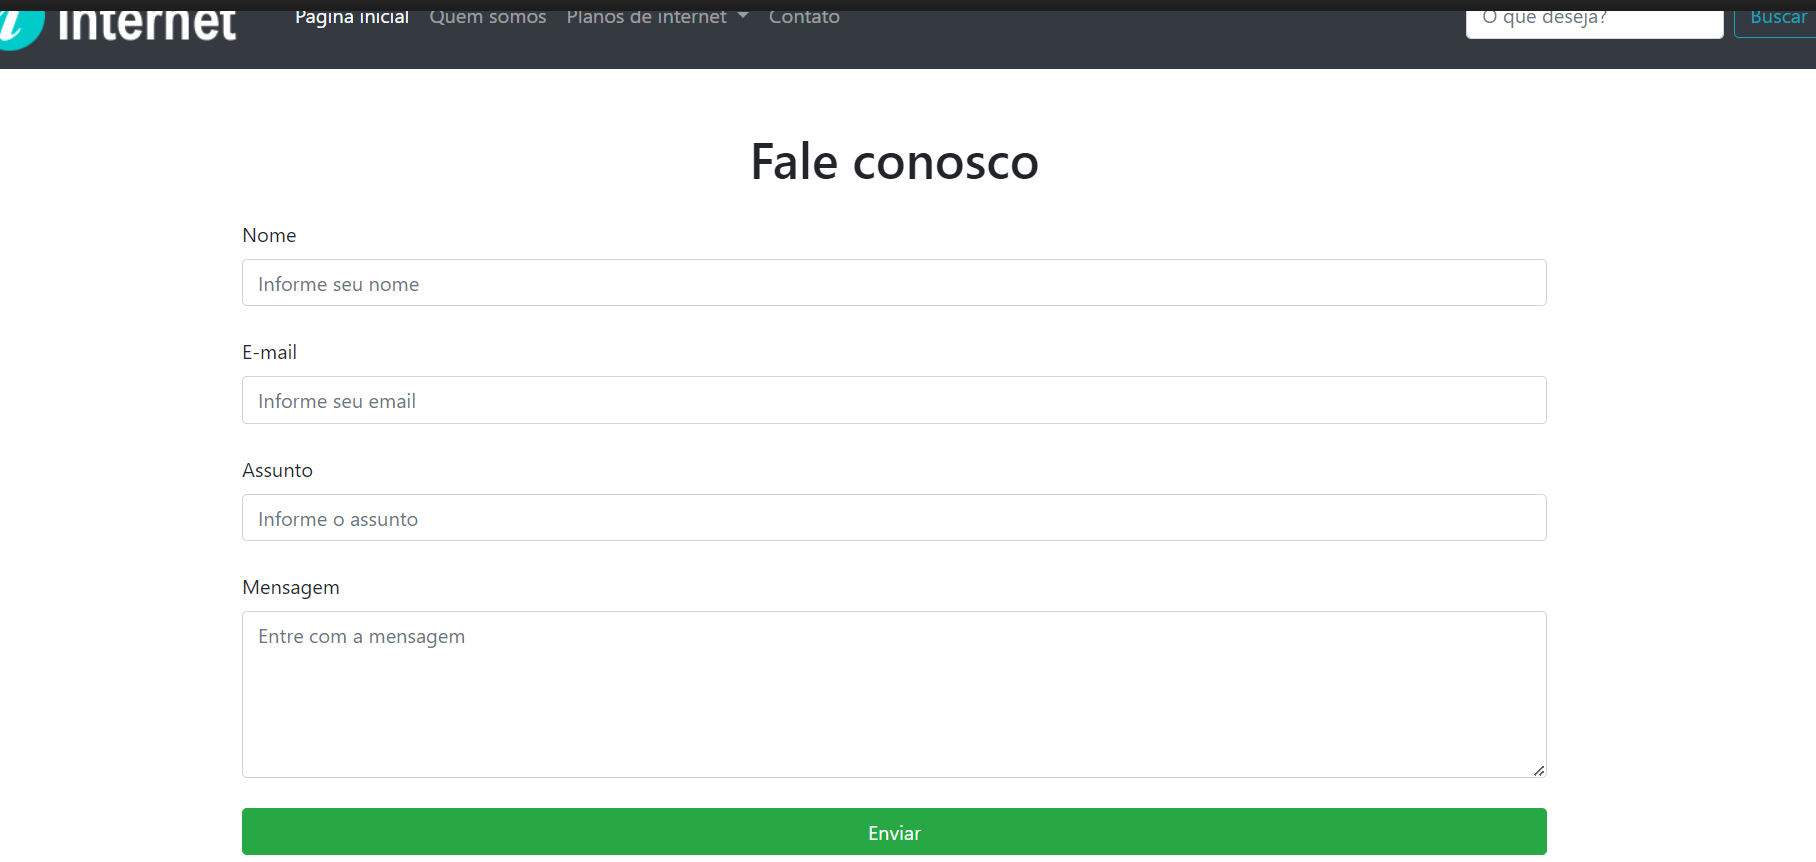 internet
Página inicial Quem somos Planos de internet Contato
O que deseja? Buscar
Fale conosco
Nome
Informe seu nome
E-mail
Informe seu email
Assunto
Informe o assunto
Mensagem
Entre com a mensagem
Enviar